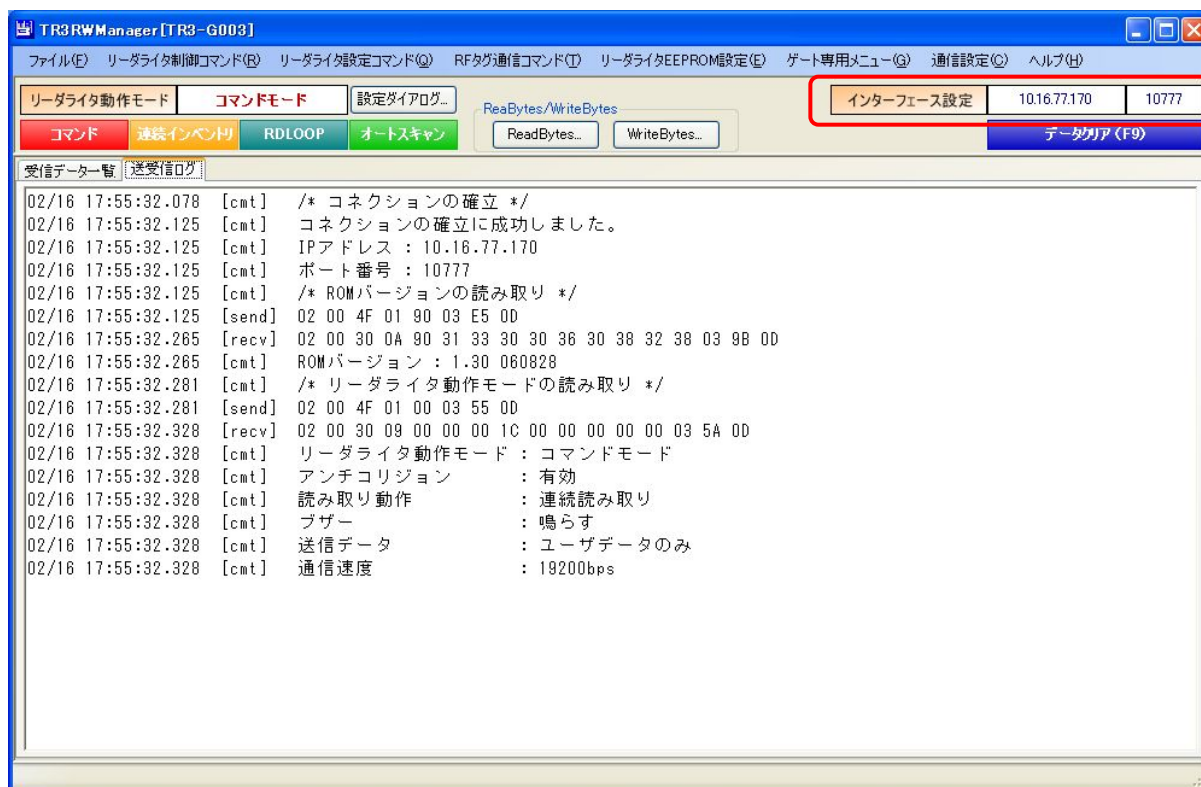 TR3RWManager[TR3-G003]
ファイル(F) リーダライタ制御コマンド(R) リーダライタ設定コマンド(Q) RFタグ通信コマンド(T) リーダライタEEPROM設定(E) ゲート専用メニュー(G) 通信設定(C) ヘルプ(H)
リーダライタ動作モード コマンドモード 設定ダイアログ... ReaBytes/WriteBytes インターフェース設定 10.16.77.170 10777
コマンド 連続インベントリ RDLOOP オートスキャン ReadBytes... WriteBytes... データクリア(F9)
受信データ一覧 送受信ログ
02/16 17:55:32.078 [cmt] /* コネクションの確立 */
02/16 17:55:32.125 [cmt] コネクションの確立に成功しました。
02/16 17:55:32.125 [cmt] IPアドレス : 10.16.77.170
02/16 17:55:32.125 [cmt] ポート番号 : 10777
02/16 17:55:32.125 [cmt] /* ROMバージョンの読み取り */
02/16 17:55:32.125 [send] 02 00 4F 01 90 03 E5 0D
02/16 17:55:32.265 [recv] 02 00 30 0A 90 31 33 30 30 36 30 38 32 38 03 9B 0D
02/16 17:55:32.265 [cmt] ROMバージョン : 1.30 060828
02/16 17:55:32.281 [cmt] /* リーダライタ動作モードの読み取り */
02/16 17:55:32.281 [send] 02 00 4F 01 00 03 55 0D
02/16 17:55:32.328 [recv] 02 00 30 09 00 00 00 1C 00 00 00 00 00 03 5A 0D
02/16 17:55:32.328 [cmt] リーダライタ動作モード : コマンドモード
02/16 17:55:32.328 [cmt] アンチコリジョン : 有効
02/16 17:55:32.328 [cmt] 読み取り動作 : 連続読み取り
02/16 17:55:32.328 [cmt] ブザー : 鳴らす
02/16 17:55:32.328 [cmt] 送信データ : ユーザデータのみ
02/16 17:55:32.328 [cmt] 通信速度 : 19200bps